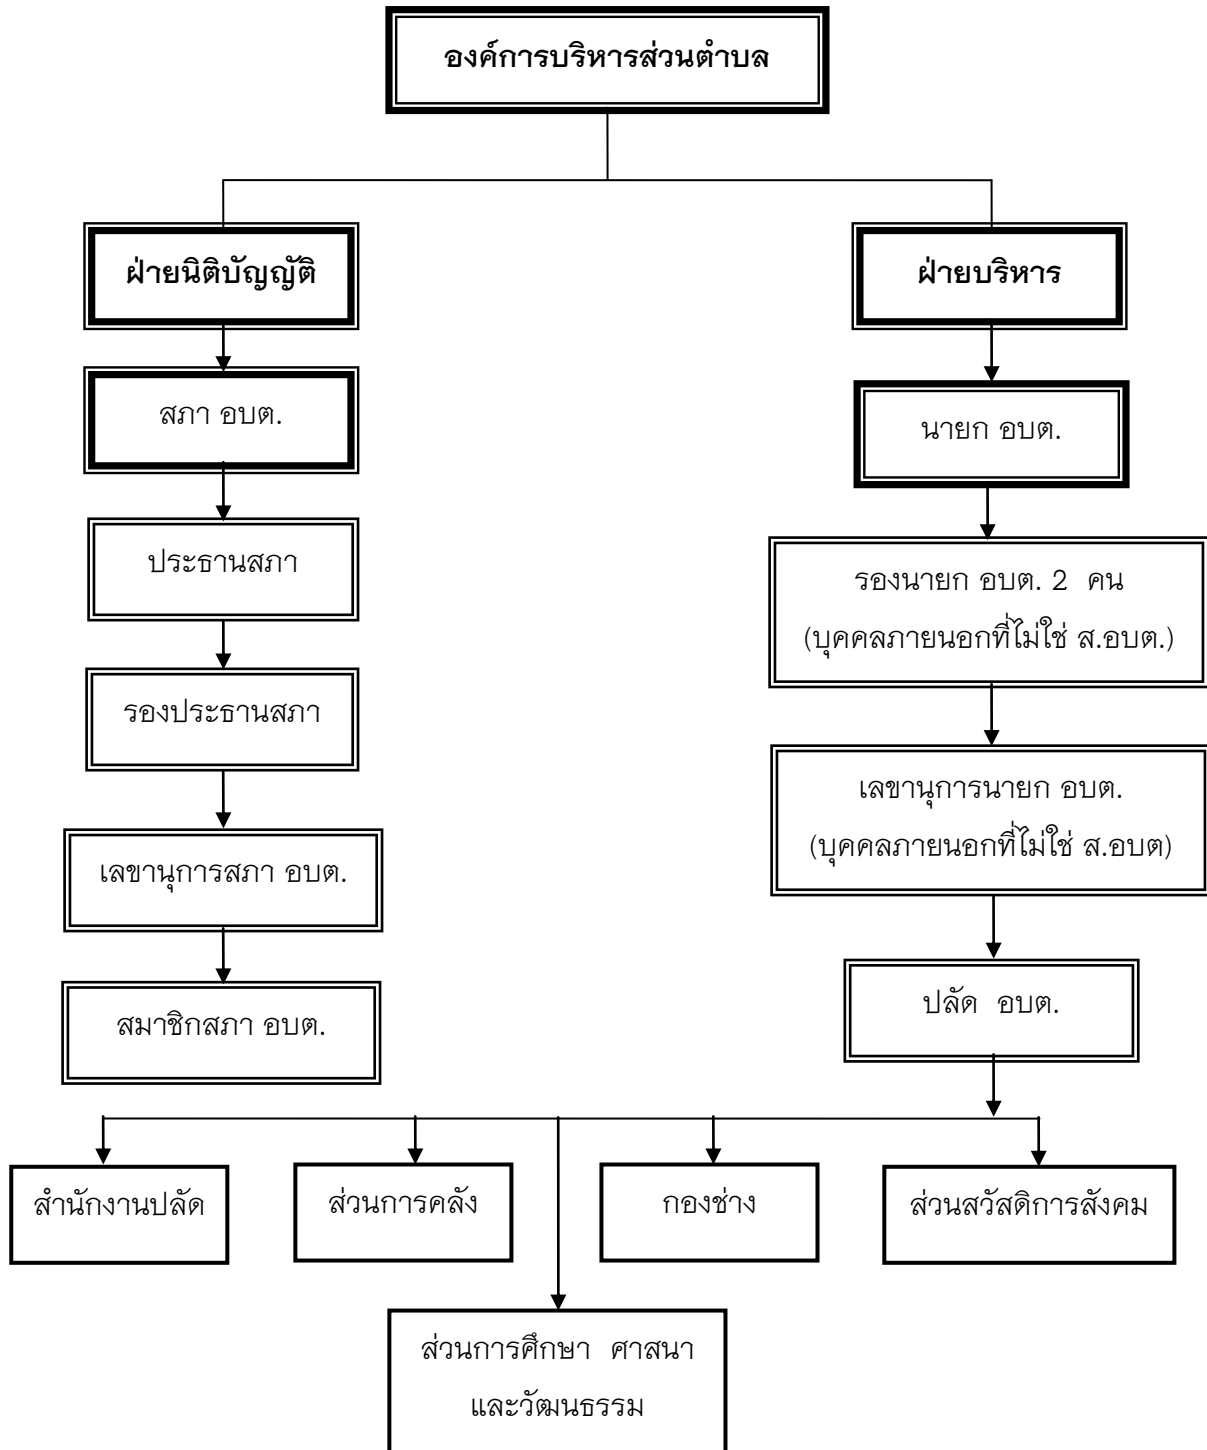 องค์การบริหารส่วนตำบล
ฝ่ายนิติบัญญัติ
ฝ่ายบริหาร
สภา อบต.
นายก อบต.
ประธานสภา
รองนายก อบต. 2 คน
(บุคคลภายนอกที่ไม่ใช่ ส.อบต.)
รองประธานสภา
เลขานุการนายก อบต.
(บุคคลภายนอกที่ไม่ใช่ ส.อบต)
เลขานุการสภา อบต.
ปลัด อบต.
สมาชิกสภา อบต.
สำนักงานปลัด
ส่วนการคลัง
กองช่าง
ส่วนสวัสดิการสังคม
ส่วนการศึกษา ศาสนา
และวัฒนธรรม